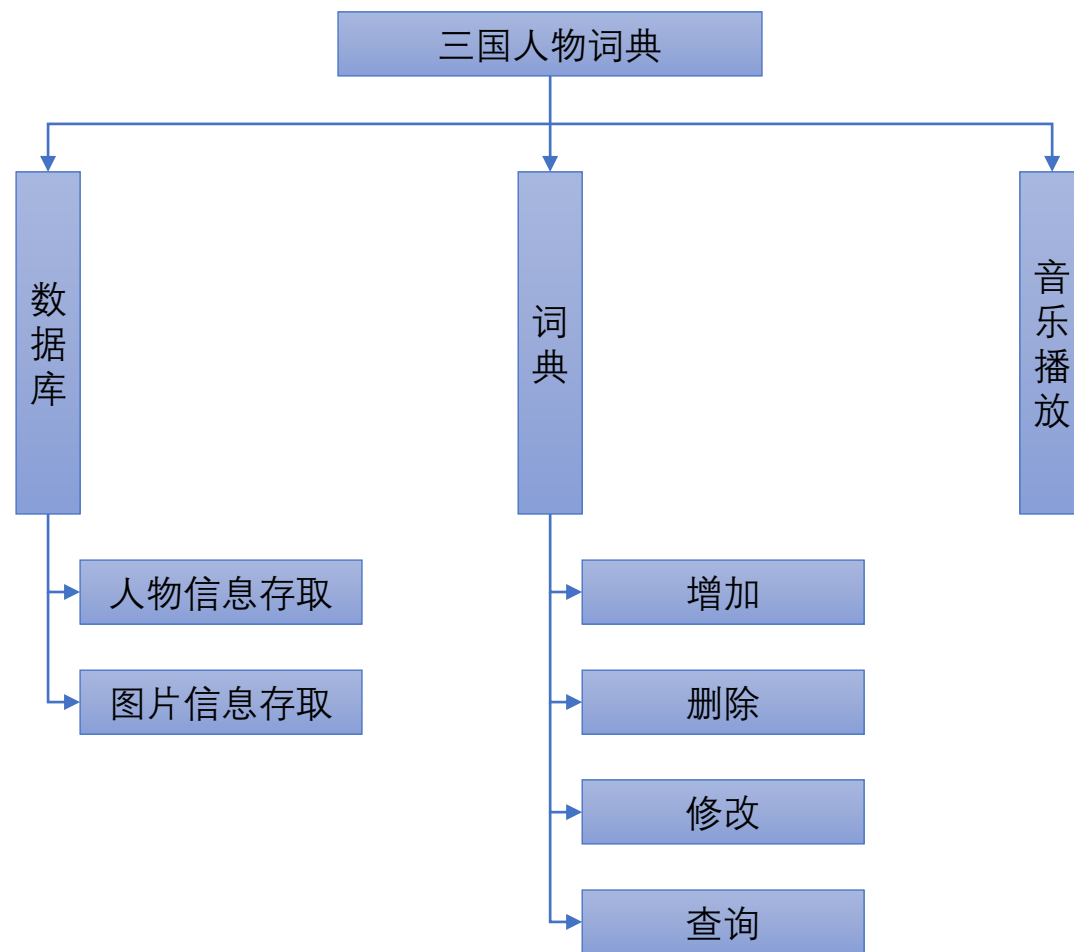 三国人物词典
数据库
词典
音乐播放
人物信息存取
图片信息存取
增加
删除
修改
查询